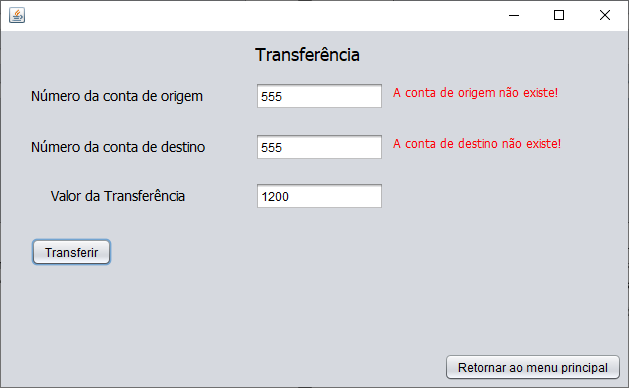 Transferência
Número da conta de origem 555 A conta de origem não existe!
Número da conta de destino 555 A conta de destino não existe!
Valor da Transferência 1200
Transferir
Retornar ao menu principal